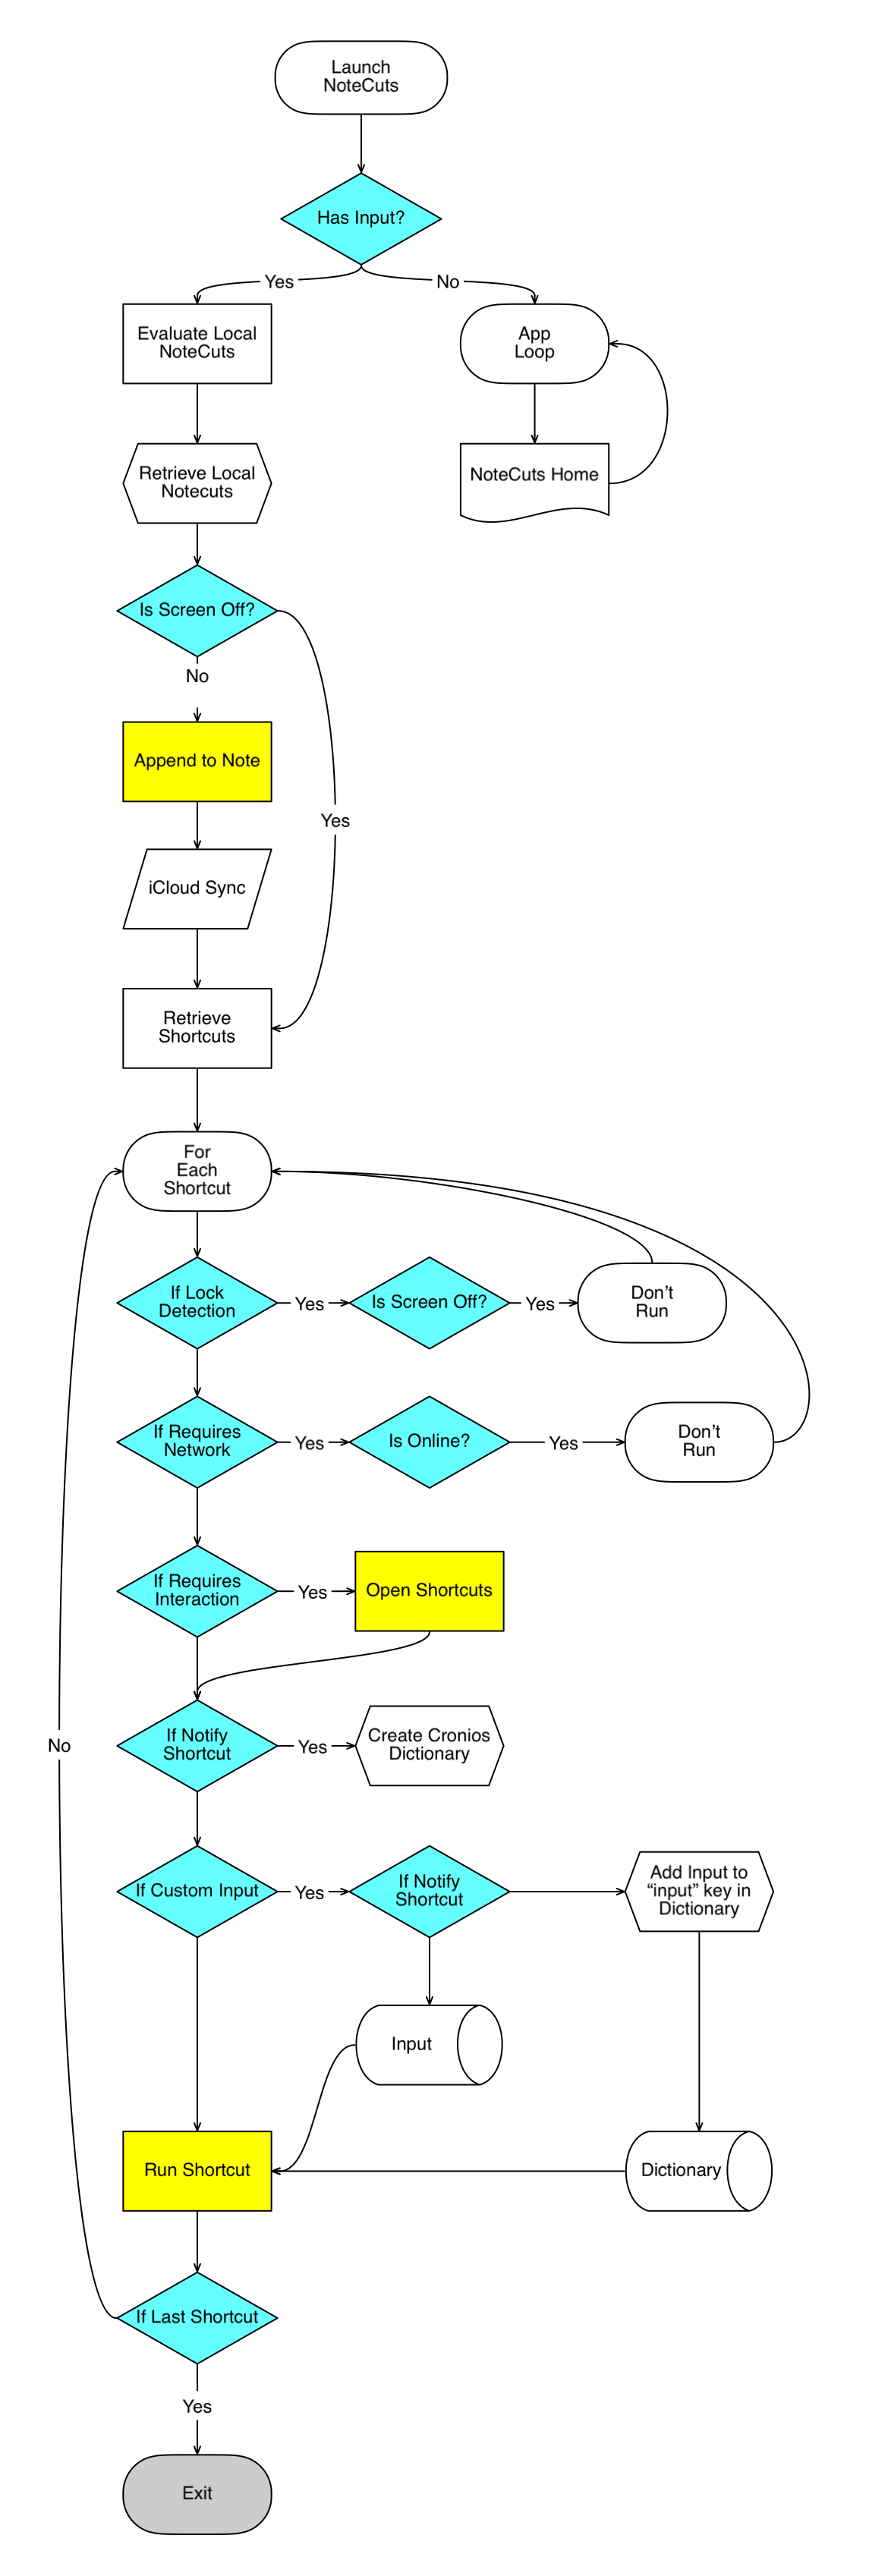 Launch
NoteCuts
Has Input?
Yes
No
Evaluate Local
NoteCuts
App
Loop
Retrieve Local
Notecuts
NoteCuts Home
Is Screen Off?
No
Append to Note
Yes
iCloud Sync
Retrieve
Shortcuts
For
Each
Shortcut
If Lock
Detection
Yes
Is Screen Off?
Yes
Don't
Run
If Requires
Network
Yes
Is Online?
Yes
Don't
Run
If Requires
Interaction
Yes
Open Shortcuts
No
If Notify
Shortcut
Yes
Create Cronios
Dictionary
If Custom Input
Yes
If Notify
Shortcut
Add Input to
“input” key in
Dictionary
Input
Run Shortcut
Dictionary
If Last Shortcut
Yes
Exit